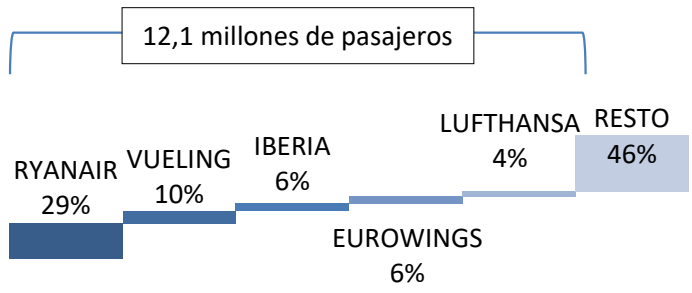 12,1 millones de pasajeros
RYANAIR
29%
VUELING
10%
IBERIA
6%
EUROWINGS
6%
LUFTHANSA
4%
RESTO
46%